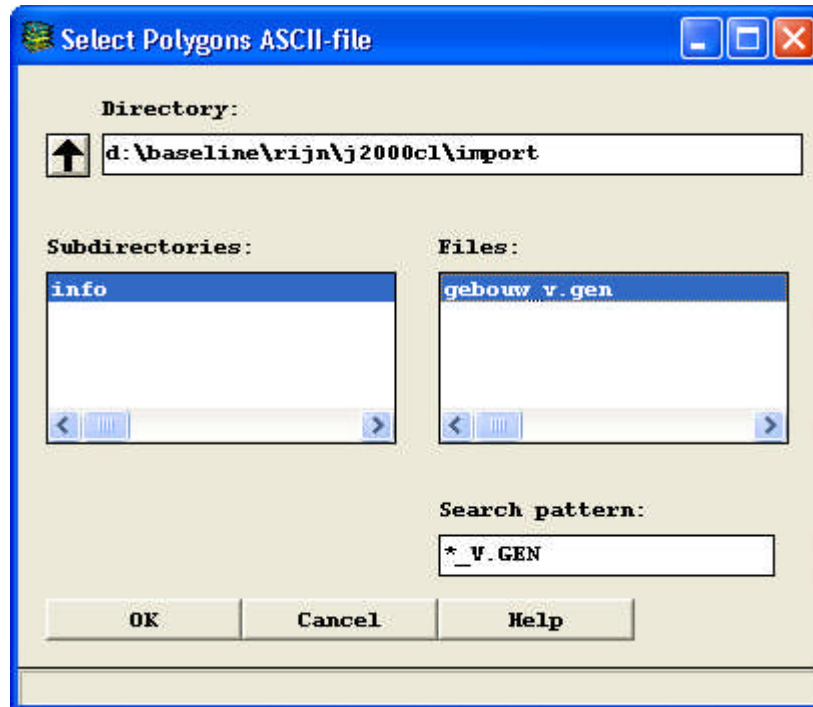 Select Polygons ASCII-file
Directory:
d:\baseline\rijn\j2000cl\import
Subdirectories:
Files:
info
gebouw_v.gen
Search pattern:
*_V.GEN
OK
Cancel
Help